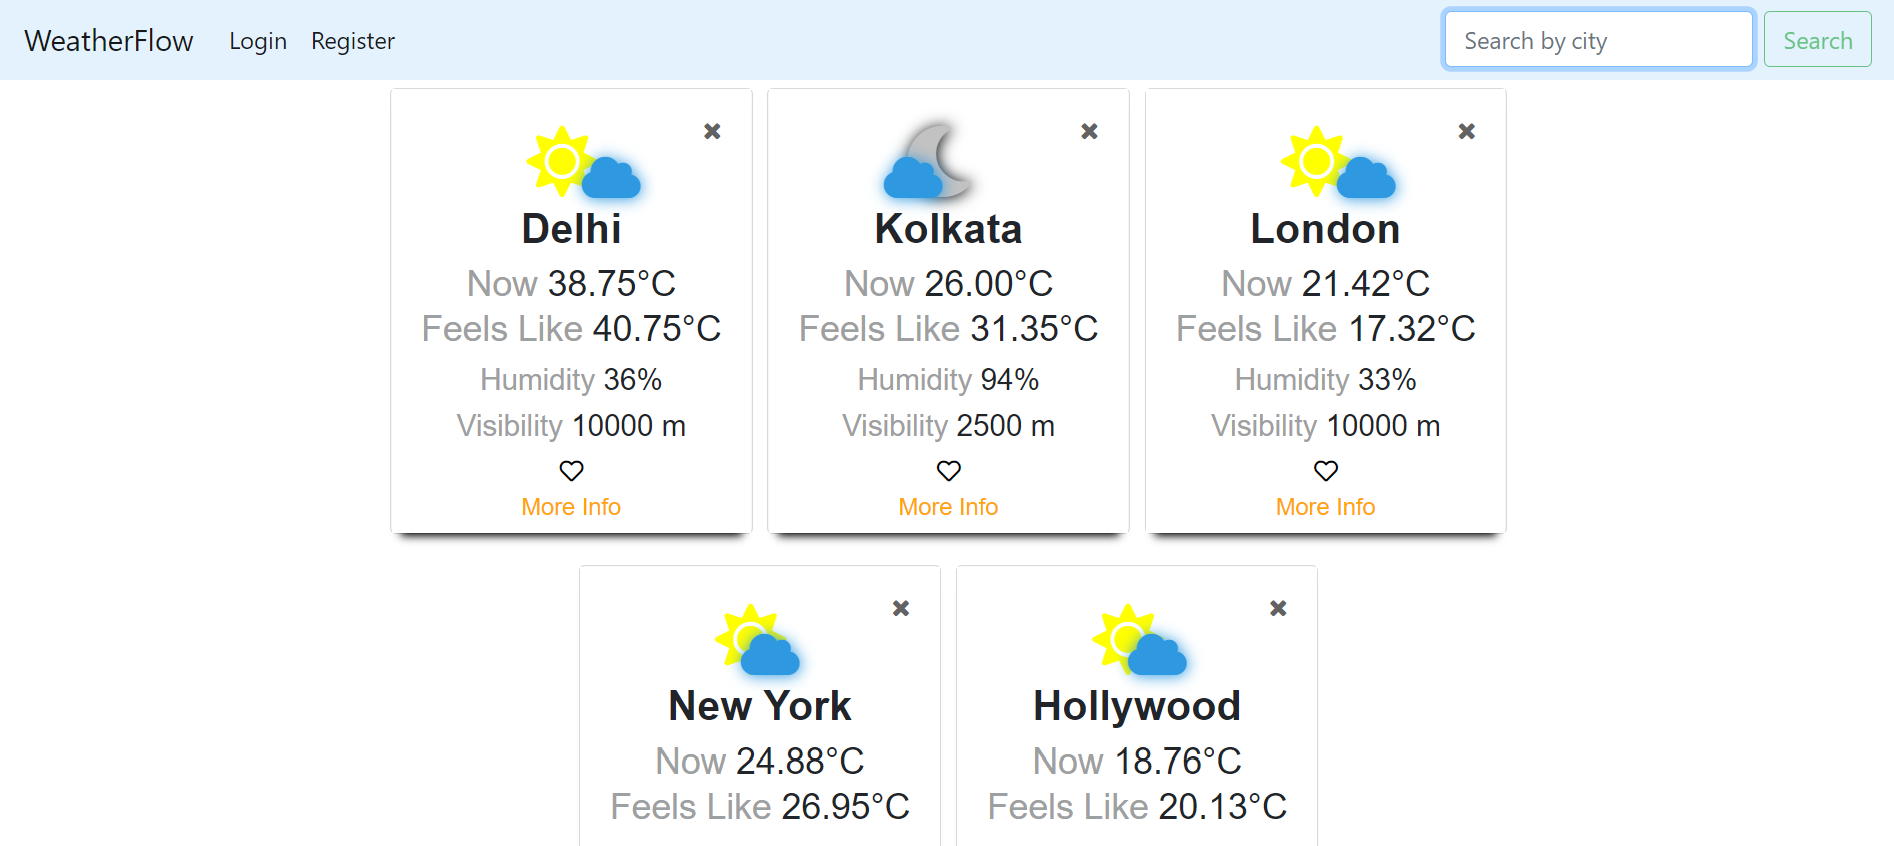 WeatherFlow Login Register Search by city Search
Delhi
Now 38.75°C
Feels Like 40.75°C
Humidity 36%
Visibility 10000 m
More Info
Kolkata
Now 26.00°C
Feels Like 31.35°C
Humidity 94%
Visibility 2500 m
More Info
London
Now 21.42°C
Feels Like 17.32°C
Humidity 33%
Visibility 10000 m
More Info
New York
Now 24.88°C
Feels Like 26.95°C
Hollywood
Now 18.76°C
Feels Like 20.13°C